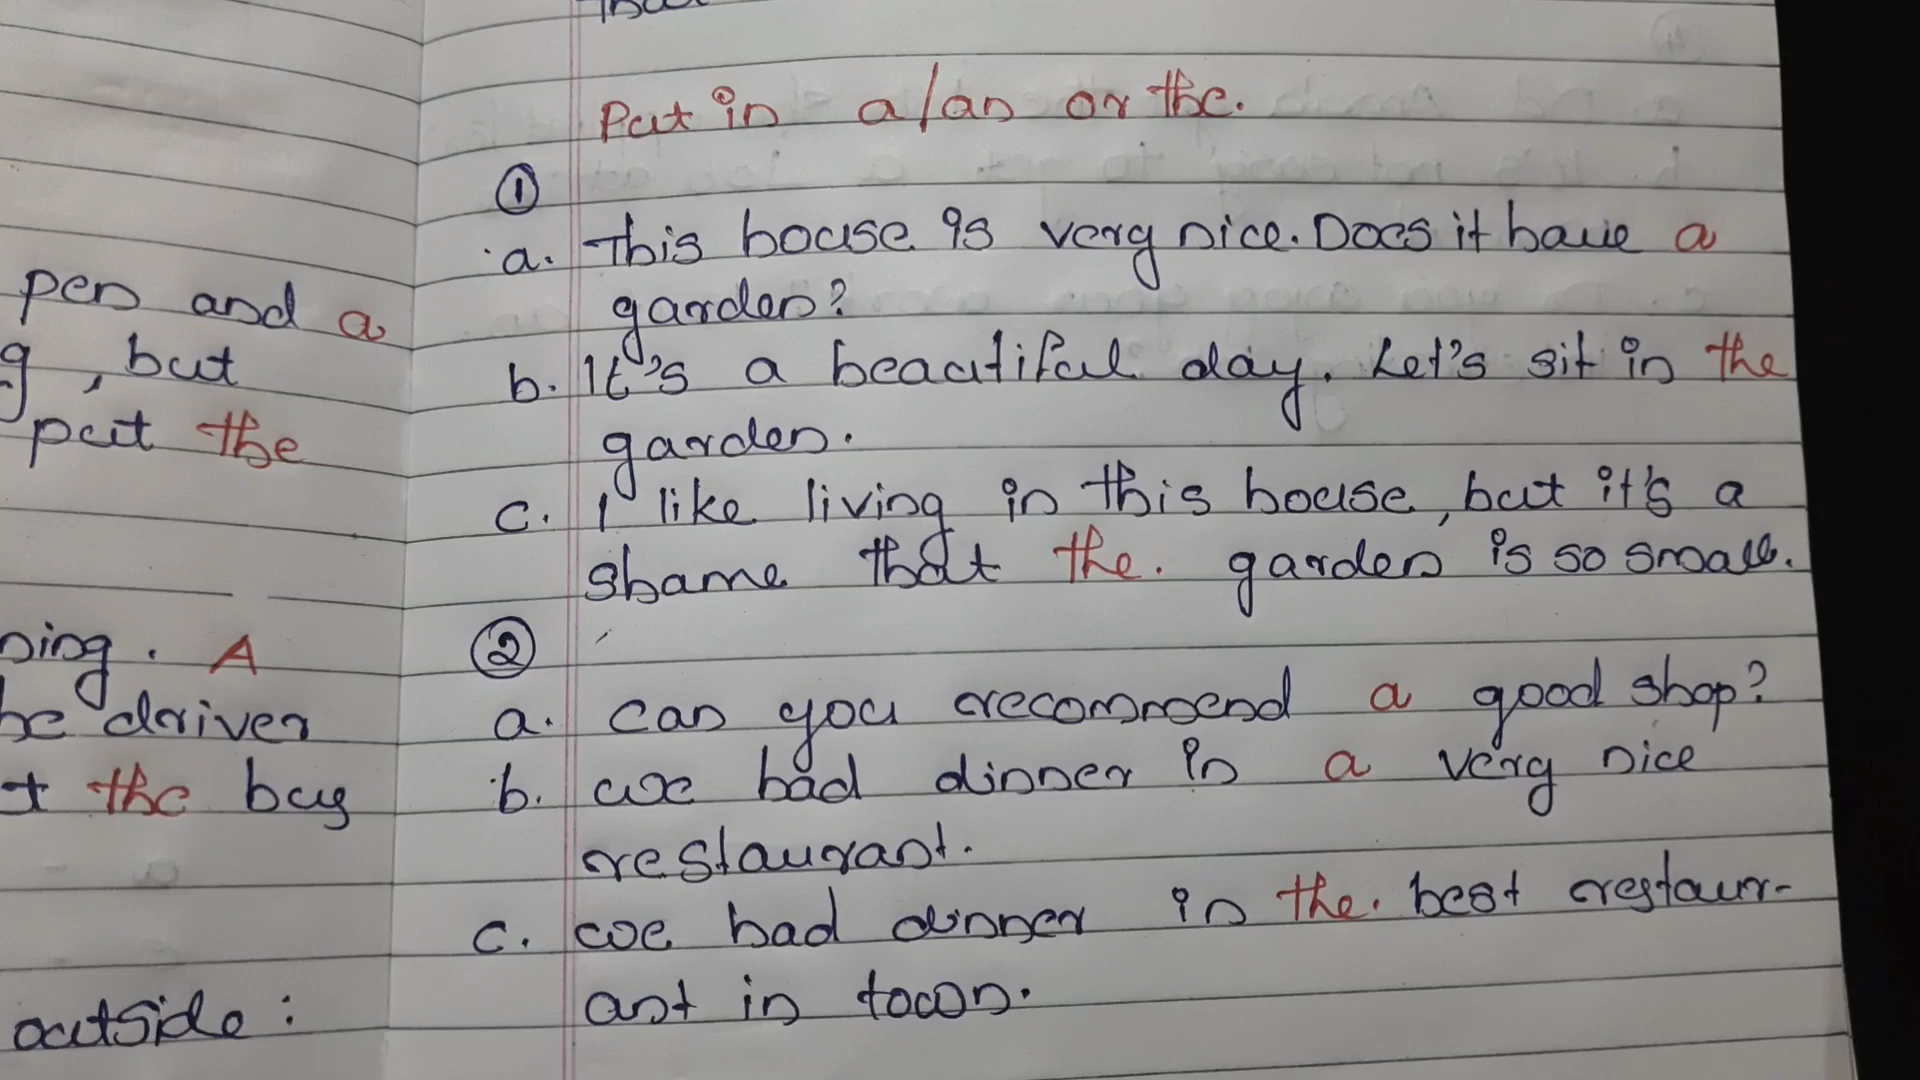 pen and a
g, but
put the
ning. A
he driver
t the bus
outside:
Put in a/an or the.
①
a. This house is very nice. Does it have a
garden?
b. It's a beautiful day. Let's sit in the
garden.
c. I like living in this house, but it's a
shame that the. garden is so small.
②
a. can you recommend a good shop?
b. we had dinner in a very nice
restaurant.
c. we had dinner in the. best restaur-
ant in town.